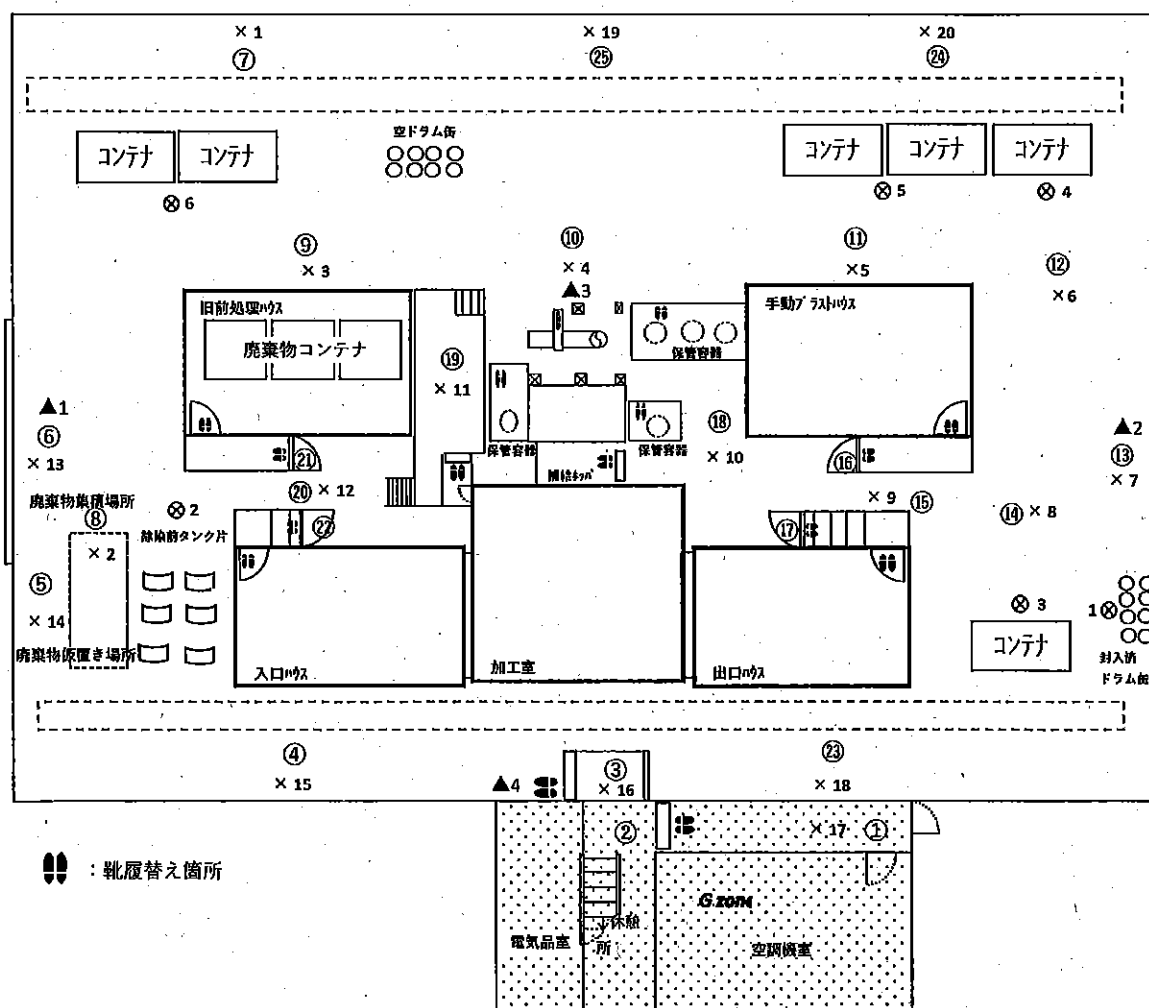 × 1
× 19
× 20
⑦
㉕
㉔
空ドラム缶
コンテナ
コンテナ
コンテナ
コンテナ
コンテナ
⊗ 6
⊗ 5
⊗ 4
⑨
⑩
⑪
⑫
× 3
× 4
× 5
× 6
▲3
旧前処理ハウス
手動ブラストハウス
廃棄物コンテナ
保管容器
⑲
× 11
▲1
⑥
× 13
⑱
× 10
▲2
⑬
× 7
保管容器
保管容器
㉑
⑯
⑳
× 12
× 9
⑮
⑭
× 8
廃棄物集積場所
⑧
⊗ 2
除染前タンク片
㉒
⑰
× 2
⑤
× 14
⊗ 3
1 ⊗
コンテナ
廃棄物仮置き場所
入口ハウス
加工室
出口ハウス
封入済
ドラム缶
④
× 15
▲4
③
× 16
㉓
× 18
②
× 17
①
:靴履替え箇所
G zone
休憩
所
電気品室
空調機室